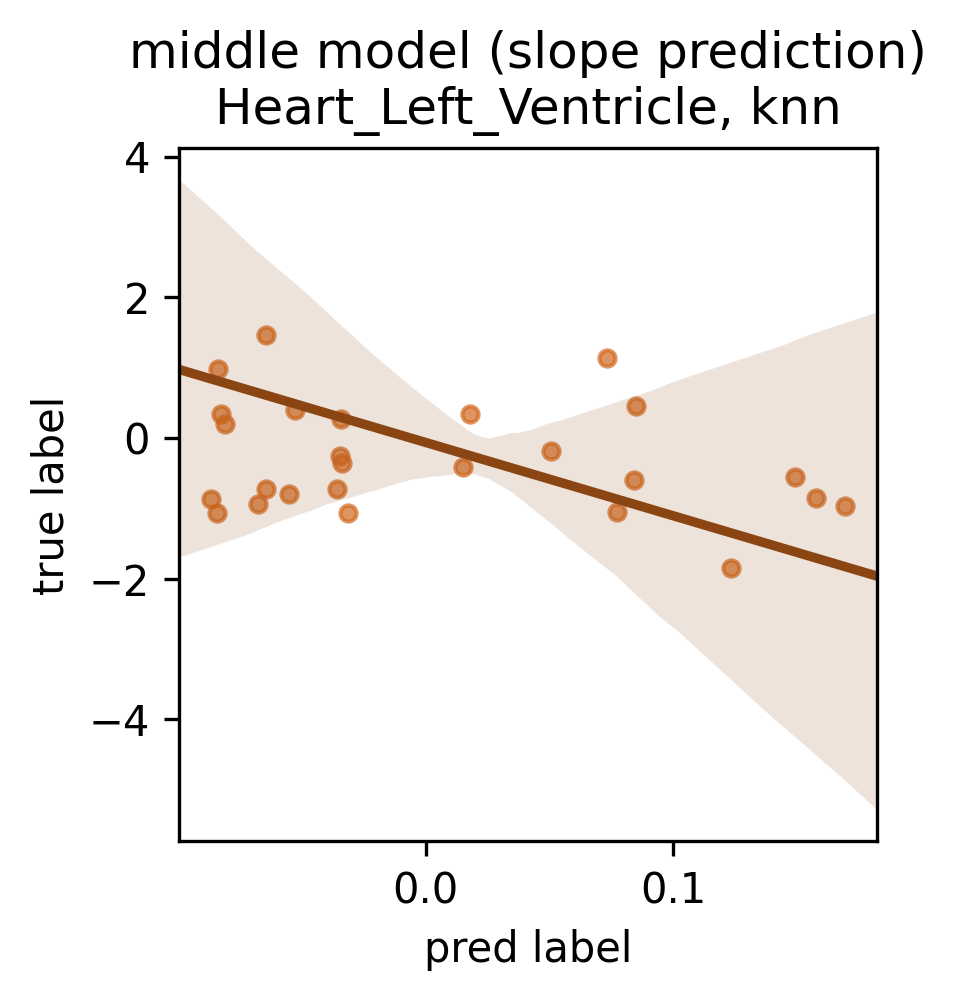 middle model (slope prediction)
Heart_Left_Ventricle, knn
4
2
0
−2
−4
true label
0.0
0.1
pred label